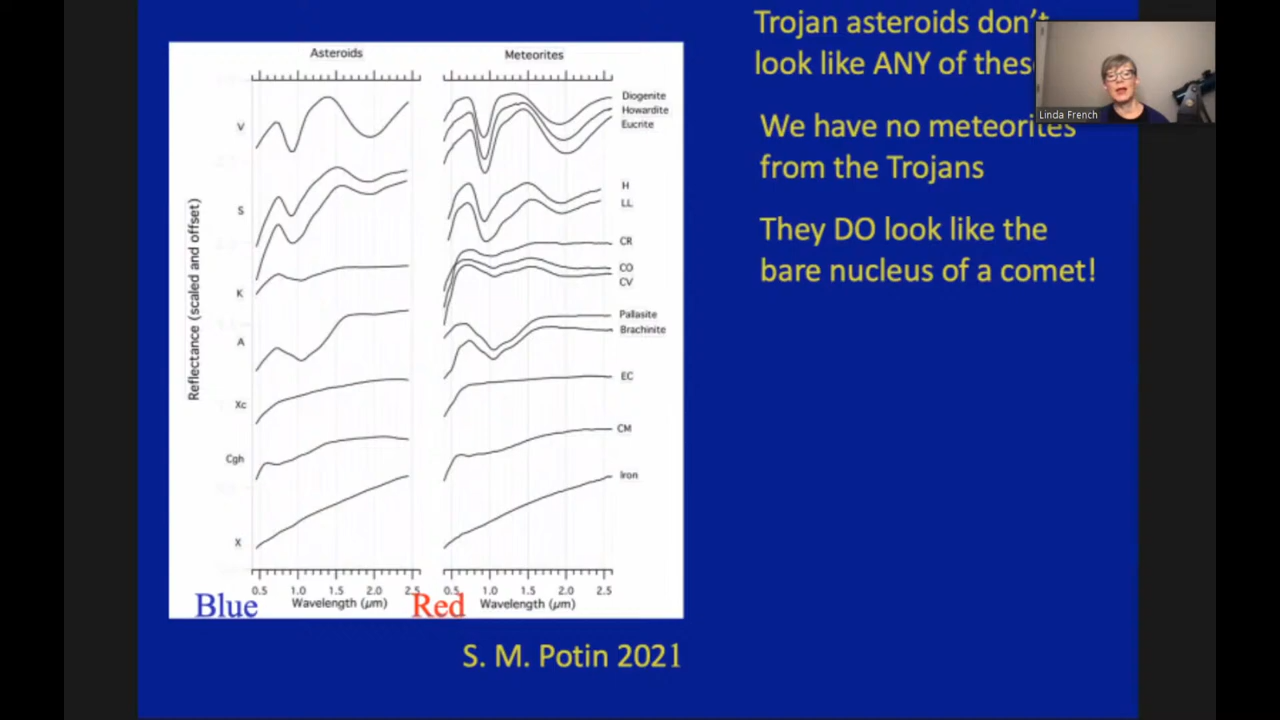 Trojan asteroids don't
look like ANY of these
Linda French
We have no meteorites
from the Trojans
They DO look like the
bare nucleus of a comet!
Asteroids
Meteorites
Reflectance (scaled and offset)
V
S
K
A
Xc
Cgh
X
Diogenite
Howardite
Eucrite
H
LL
CR
CO
CV
Pallasite
Brachinite
EC
CM
Iron
0.5 1.0 1.5 2.0 2.5
0.5 1.0 1.5 2.0 2.5
Blue
Wavelength (μm)
Red
Wavelength (μm)
S. M. Potin 2021